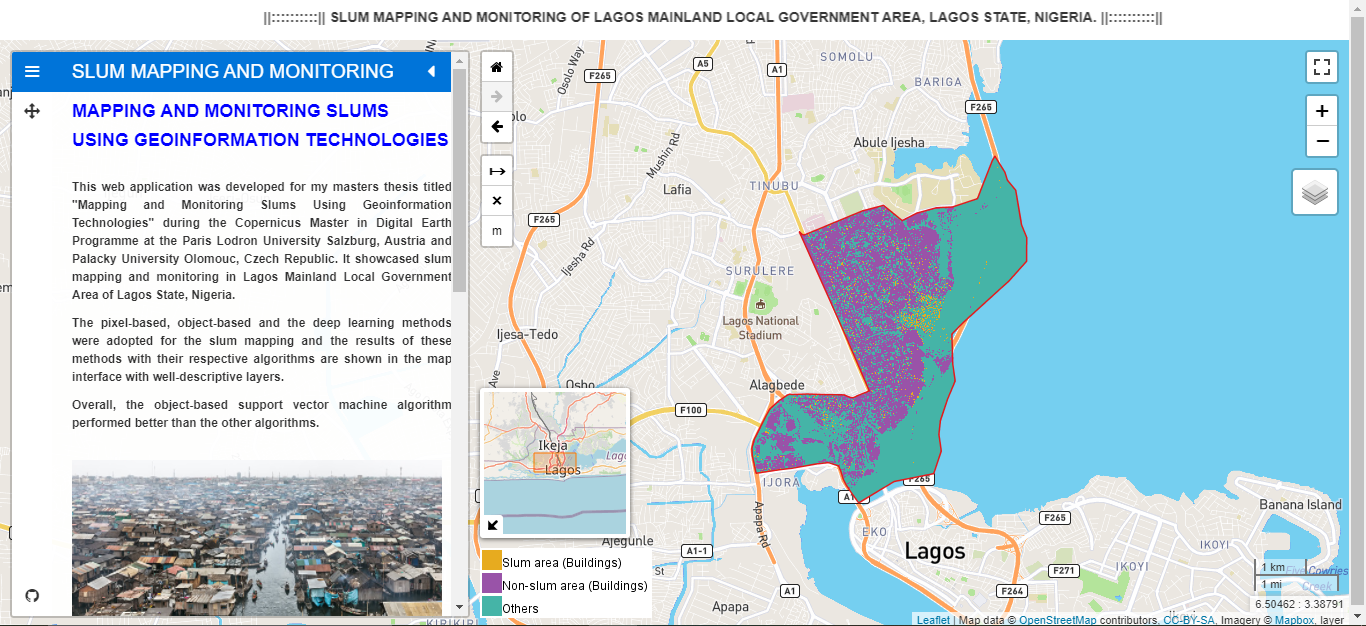 ||::::::::::|| SLUM MAPPING AND MONITORING OF LAGOS MAINLAND LOCAL GOVERNMENT AREA, LAGOS STATE, NIGERIA. ||::::::::::||
SLUM MAPPING AND MONITORING
MAPPING AND MONITORING SLUMS
USING GEOINFORMATION TECHNOLOGIES
This web application was developed for my masters thesis titled
"Mapping and Monitoring Slums Using Geoinformation
Technologies" during the Copernicus Master in Digital Earth
Programme at the Paris Lodron University Salzburg, Austria and
Palacky University Olomouc, Czech Republic. It showcased slum
mapping and monitoring in Lagos Mainland Local Government
Area of Lagos State, Nigeria.
The pixel-based, object-based and the deep learning methods
were adopted for the slum mapping and the results of these
methods with their respective algorithms are shown in the map
interface with well-descriptive layers.
Overall, the object-based support vector machine algorithm
performed better than the other algorithms.
m
+
−
Osolo Way
F265
A5
A1
SOMOLU
BARIGA
F265
olo
Mushin Rd
Abule Ijesha
Lafia
TINUBU
F265
Ijesha Rd
SURULERE
Lagos National
Stadium
Ijesa-Tedo
Ave
Osho
Alagbede
F100
Ikeja
Lagos
Lago
IJORA
F265
A1
Apapa Rd
EKO
Lagos
Banana Island
F265
IKOYI
IKOYI
F271
F264
Five Cowries
Creek
Ajegunle
A1-1
St
A1
Apapa
KIRIKIRI
Slum area (Buildings)
Non-slum area (Buildings)
Others
1 km
1 mi
6.50462 : 3.38791
Leaflet | Map data © OpenStreetMap contributors, CC-BY-SA, Imagery © Mapbox, layer